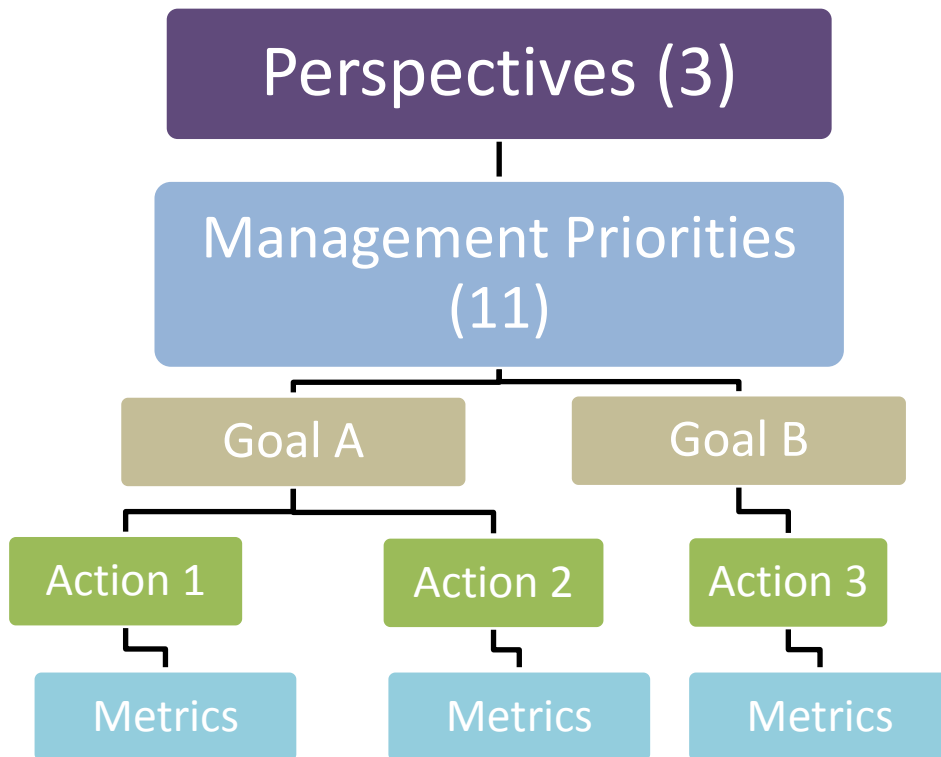 Perspectives (3)
Management Priorities
(11)
Goal A
Goal B
Action 1
Action 2
Action 3
Metrics
Metrics
Metrics